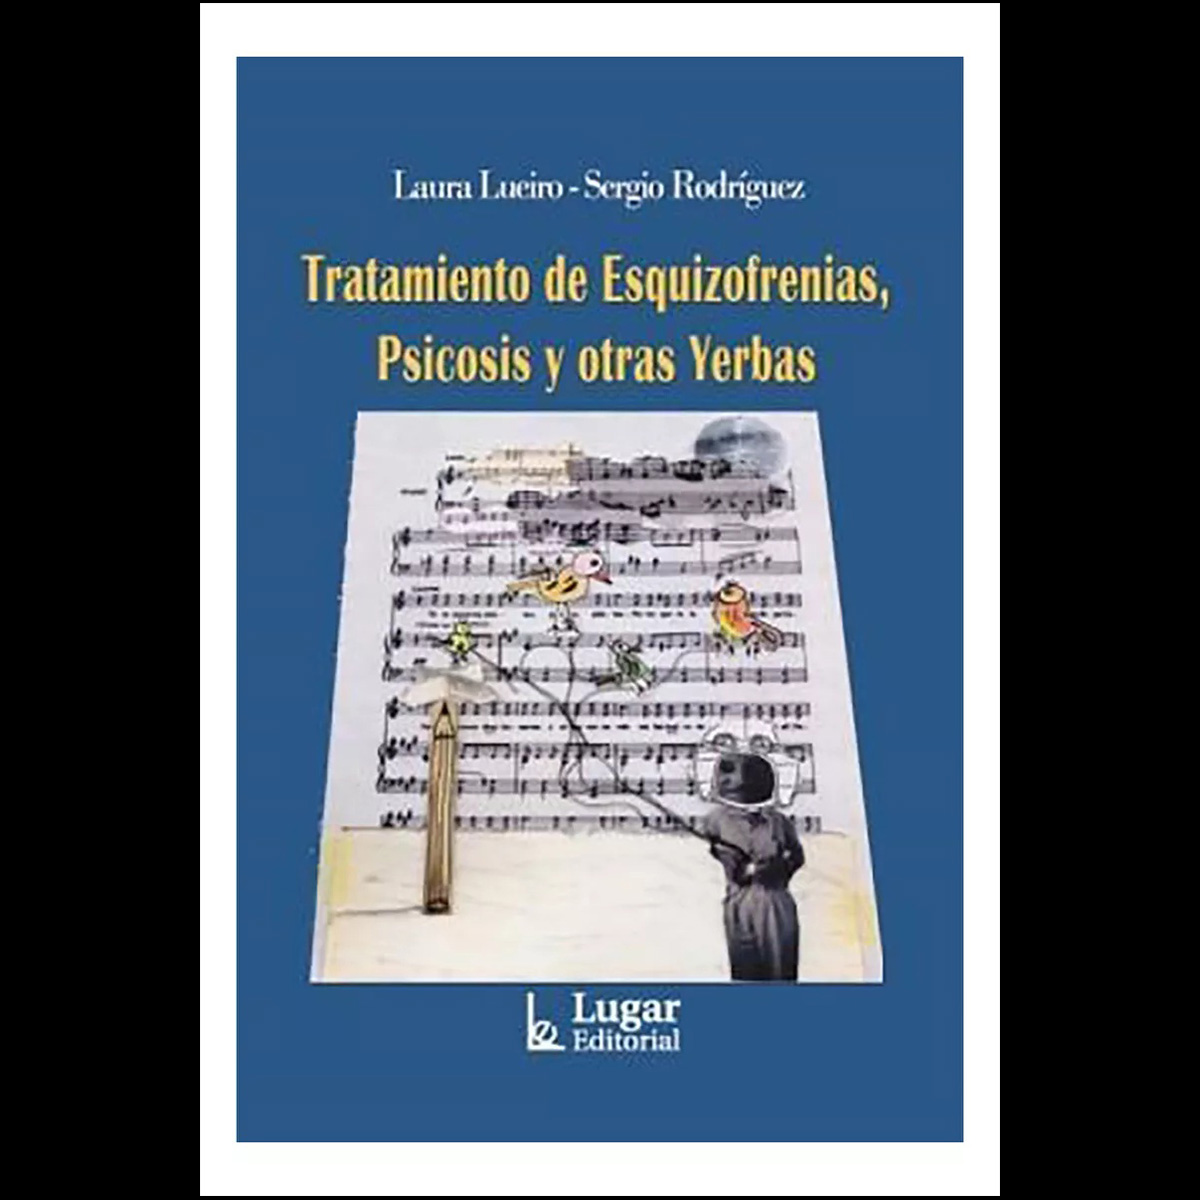 Laura Lueiro - Sergio Rodríguez
Tratamiento de Esquizofrenias,
Psicosis y otras Yerbas
Lugar
Editorial